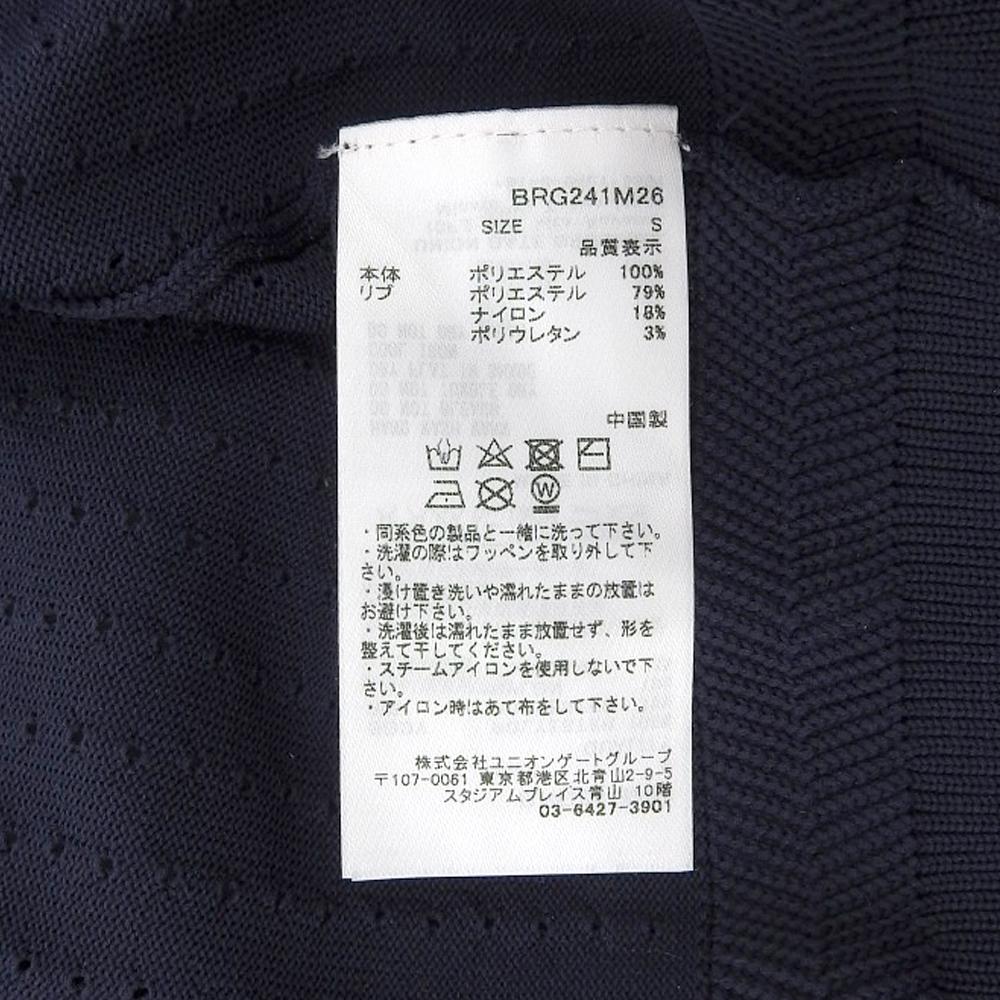 BRG241M26
SIZE S
品質表示
本体 ポリエステル 100%
リブ ポリエステル 79%
ナイロン 18%
ポリウレタン 3%
中国製
W
・同系色の製品と一緒に洗って下さい。
・洗濯の際はワッペンを取り外して下
さい。
・浸け置き洗いや濡れたままの放置は
お避け下さい。
・洗濯後は濡れたまま放置せず、形を
整えて干してください。
・スチームアイロンを使用しないで下
さい。
・アイロン時はあて布をして下さい。
株式会社ユニオンゲートグループ
〒107-0061 東京都港区北青山2-9-5
スタジアムプレイス青山 10階
03-6427-3901